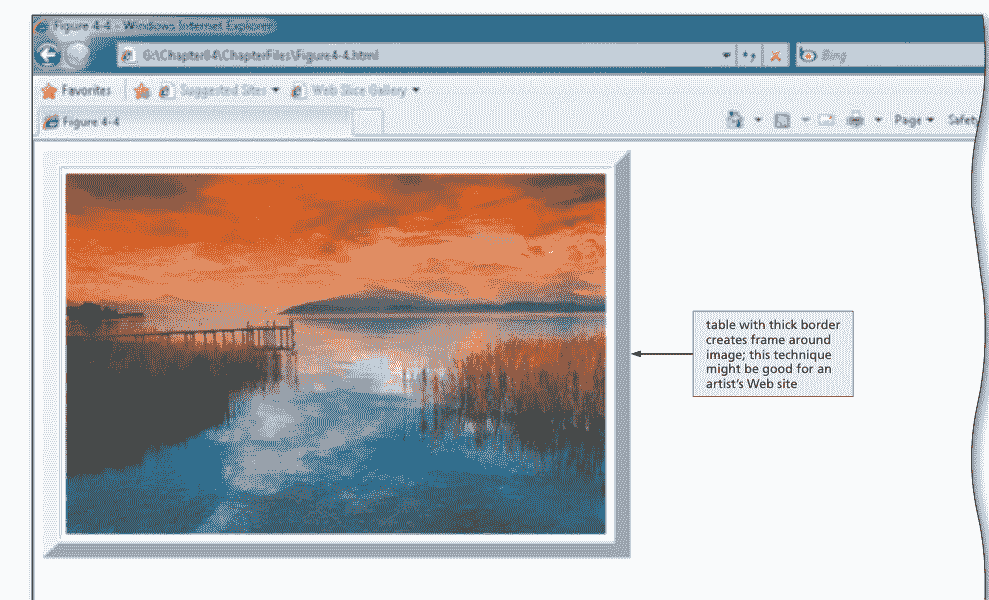 Figure 4-4 - Windows Internet Explorer
G:\Chapter04\ChapterFiles\Figure4-4.html
Bing
Favorites Suggested Sites Web Slice Gallery
Figure 4-4
Page Safety
table with thick border
creates frame around
image; this technique
might be good for an
artist's Web site